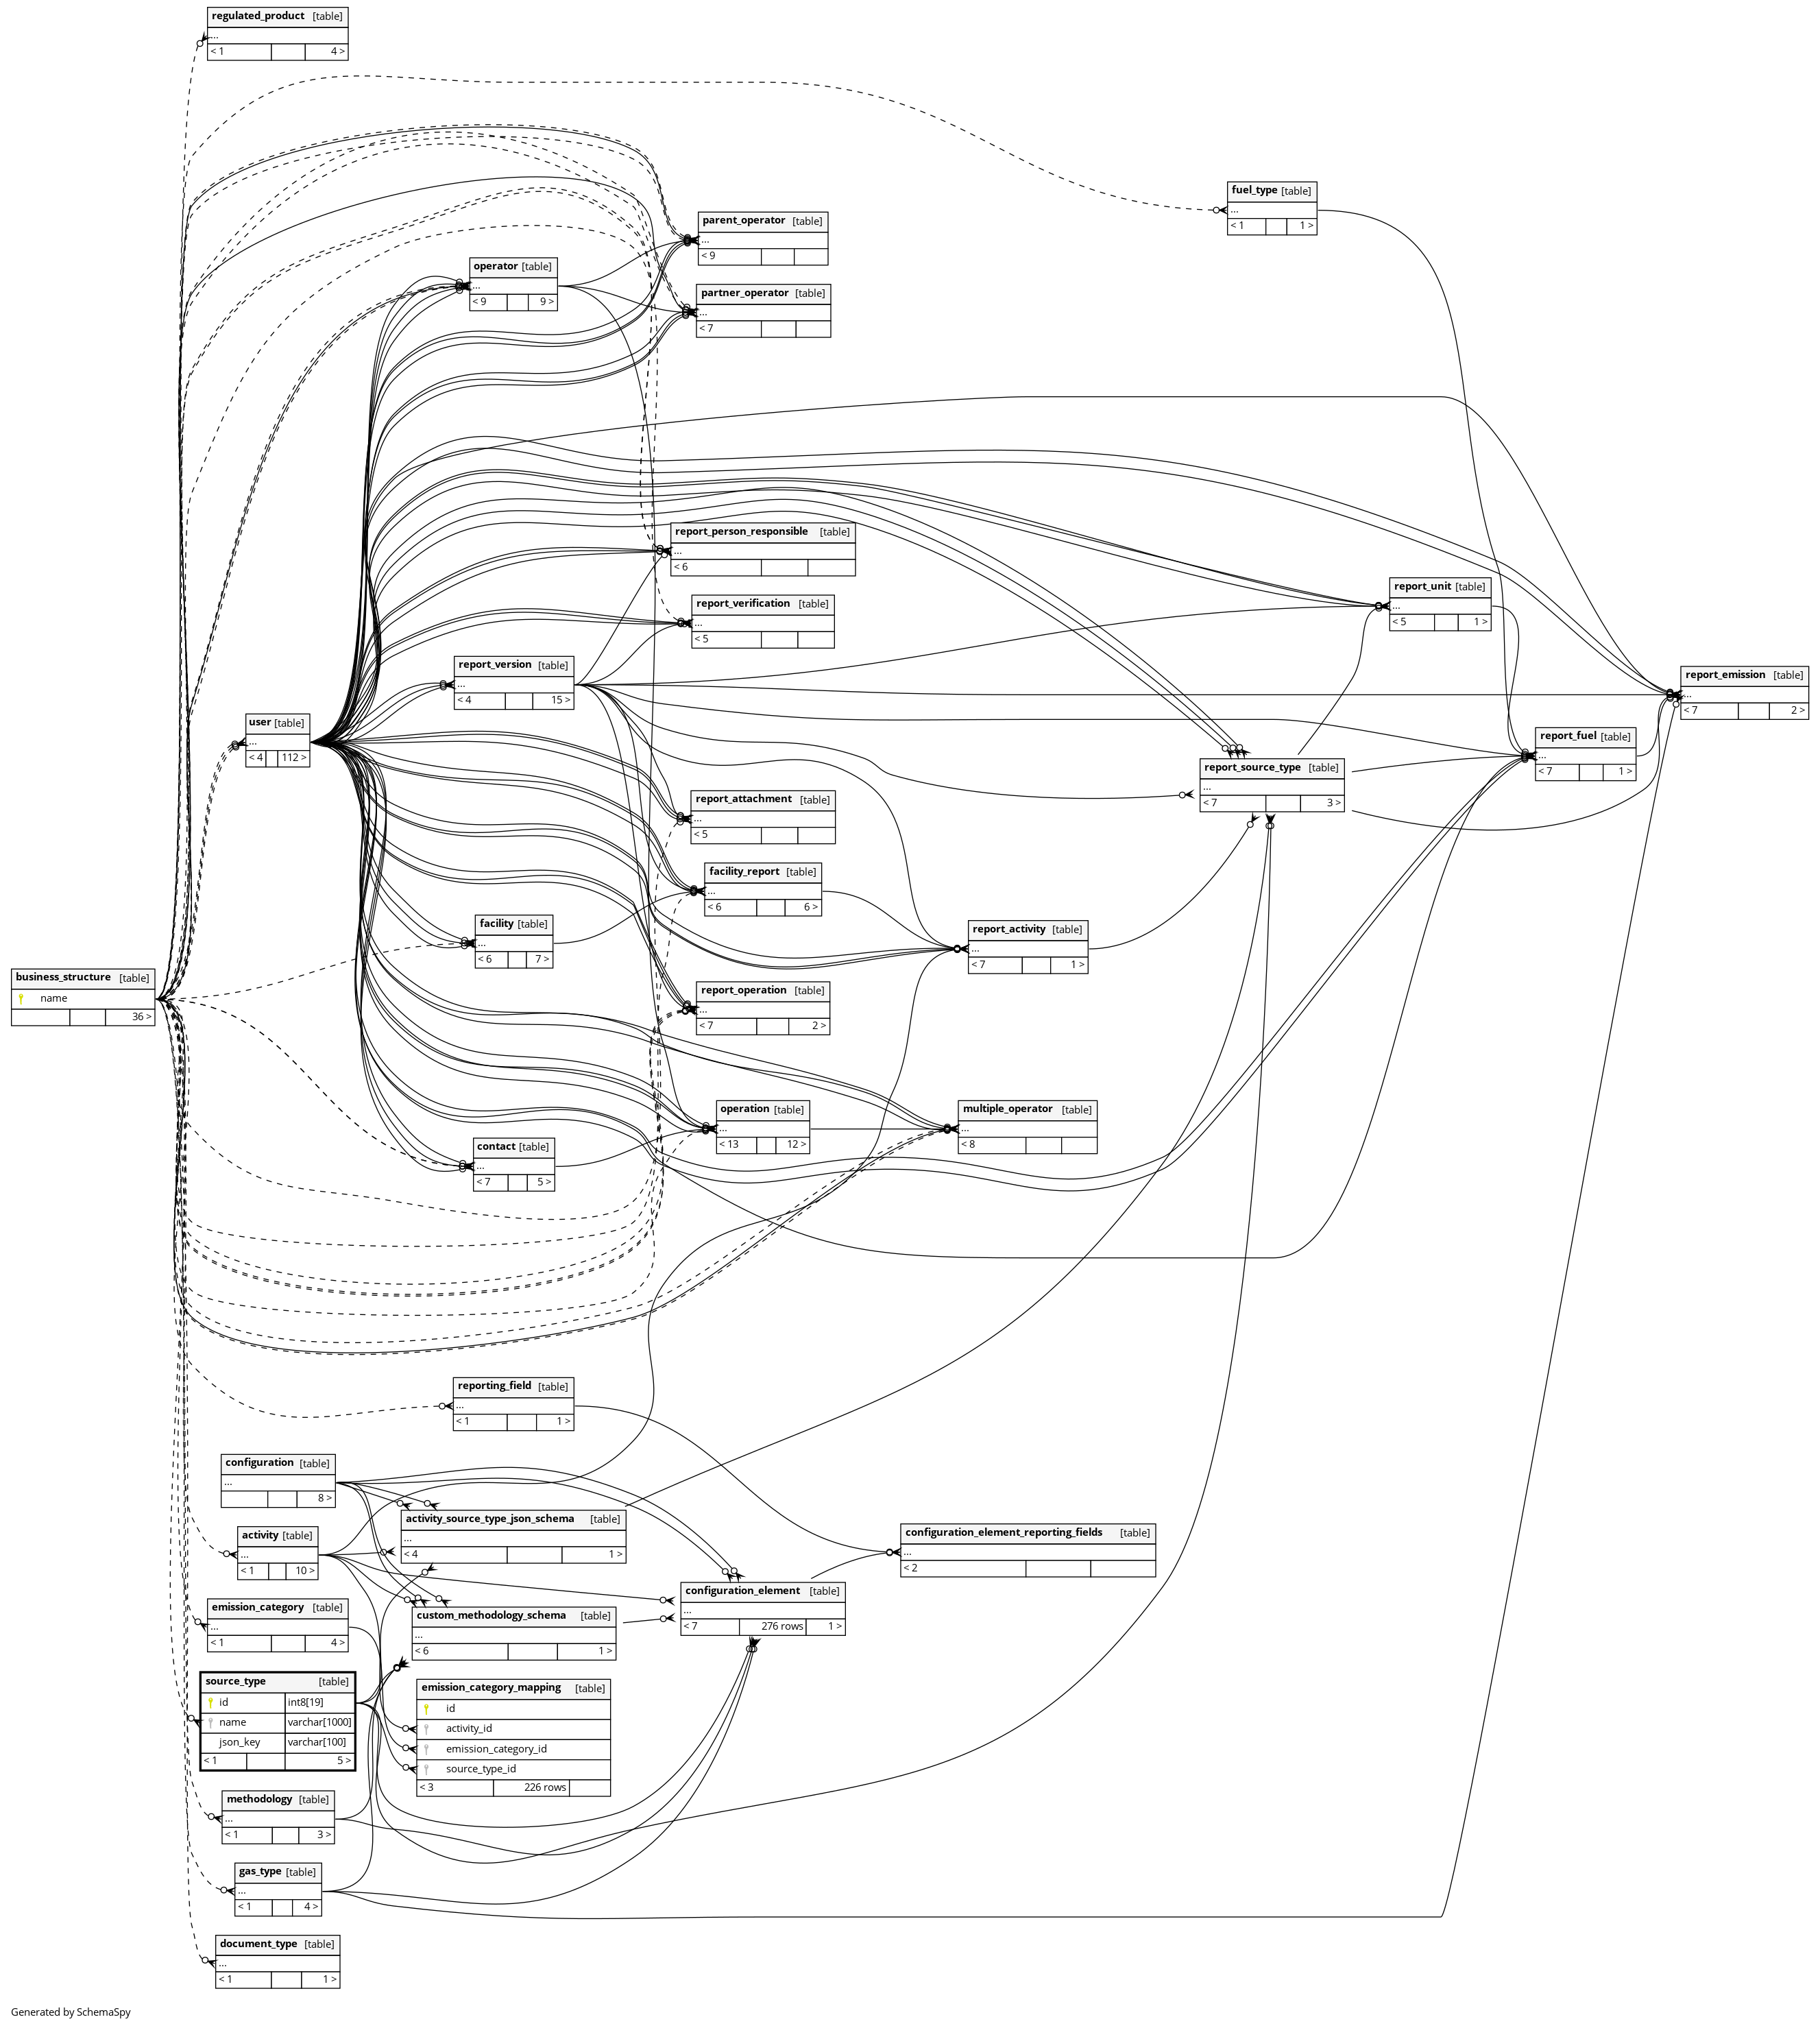 regulated_product [table]
...
< 1 4 >
fuel_type [table]
...
< 1 1 >
parent_operator [table]
...
< 9
operator [table]
...
< 9 9 >
partner_operator [table]
...
< 7
report_person_responsible [table]
...
< 6
report_unit [table]
...
< 5 1 >
report_verification [table]
...
< 5
report_version [table]
...
< 4 15 >
report_emission [table]
...
< 7 2 >
user [table]
...
< 4 112 >
report_fuel [table]
...
< 7 1 >
report_source_type [table]
...
< 7 3 >
report_attachment [table]
...
< 5
facility_report [table]
...
< 6 6 >
facility [table]
...
< 6 7 >
report_activity [table]
...
< 7 1 >
business_structure [table]
name
36 >
report_operation [table]
...
< 7 2 >
operation [table]
...
< 13 12 >
multiple_operator [table]
...
< 8
contact [table]
...
< 7 5 >
reporting_field [table]
...
< 1 1 >
configuration [table]
...
8 >
activity_source_type_json_schema [table]
...
< 4 1 >
configuration_element_reporting_fields [table]
...
< 2
activity [table]
...
< 1 10 >
configuration_element [table]
...
< 7 276 rows 1 >
emission_category [table]
...
< 1 4 >
custom_methodology_schema [table]
...
< 6 1 >
source_type [table]
id int8[19]
name varchar[1000]
json_key varchar[100]
< 1 5 >
emission_category_mapping [table]
id
activity_id
emission_category_id
source_type_id
< 3 226 rows
methodology [table]
...
< 1 3 >
gas_type [table]
...
< 1 4 >
document_type [table]
...
< 1 1 >
Generated by SchemaSpy